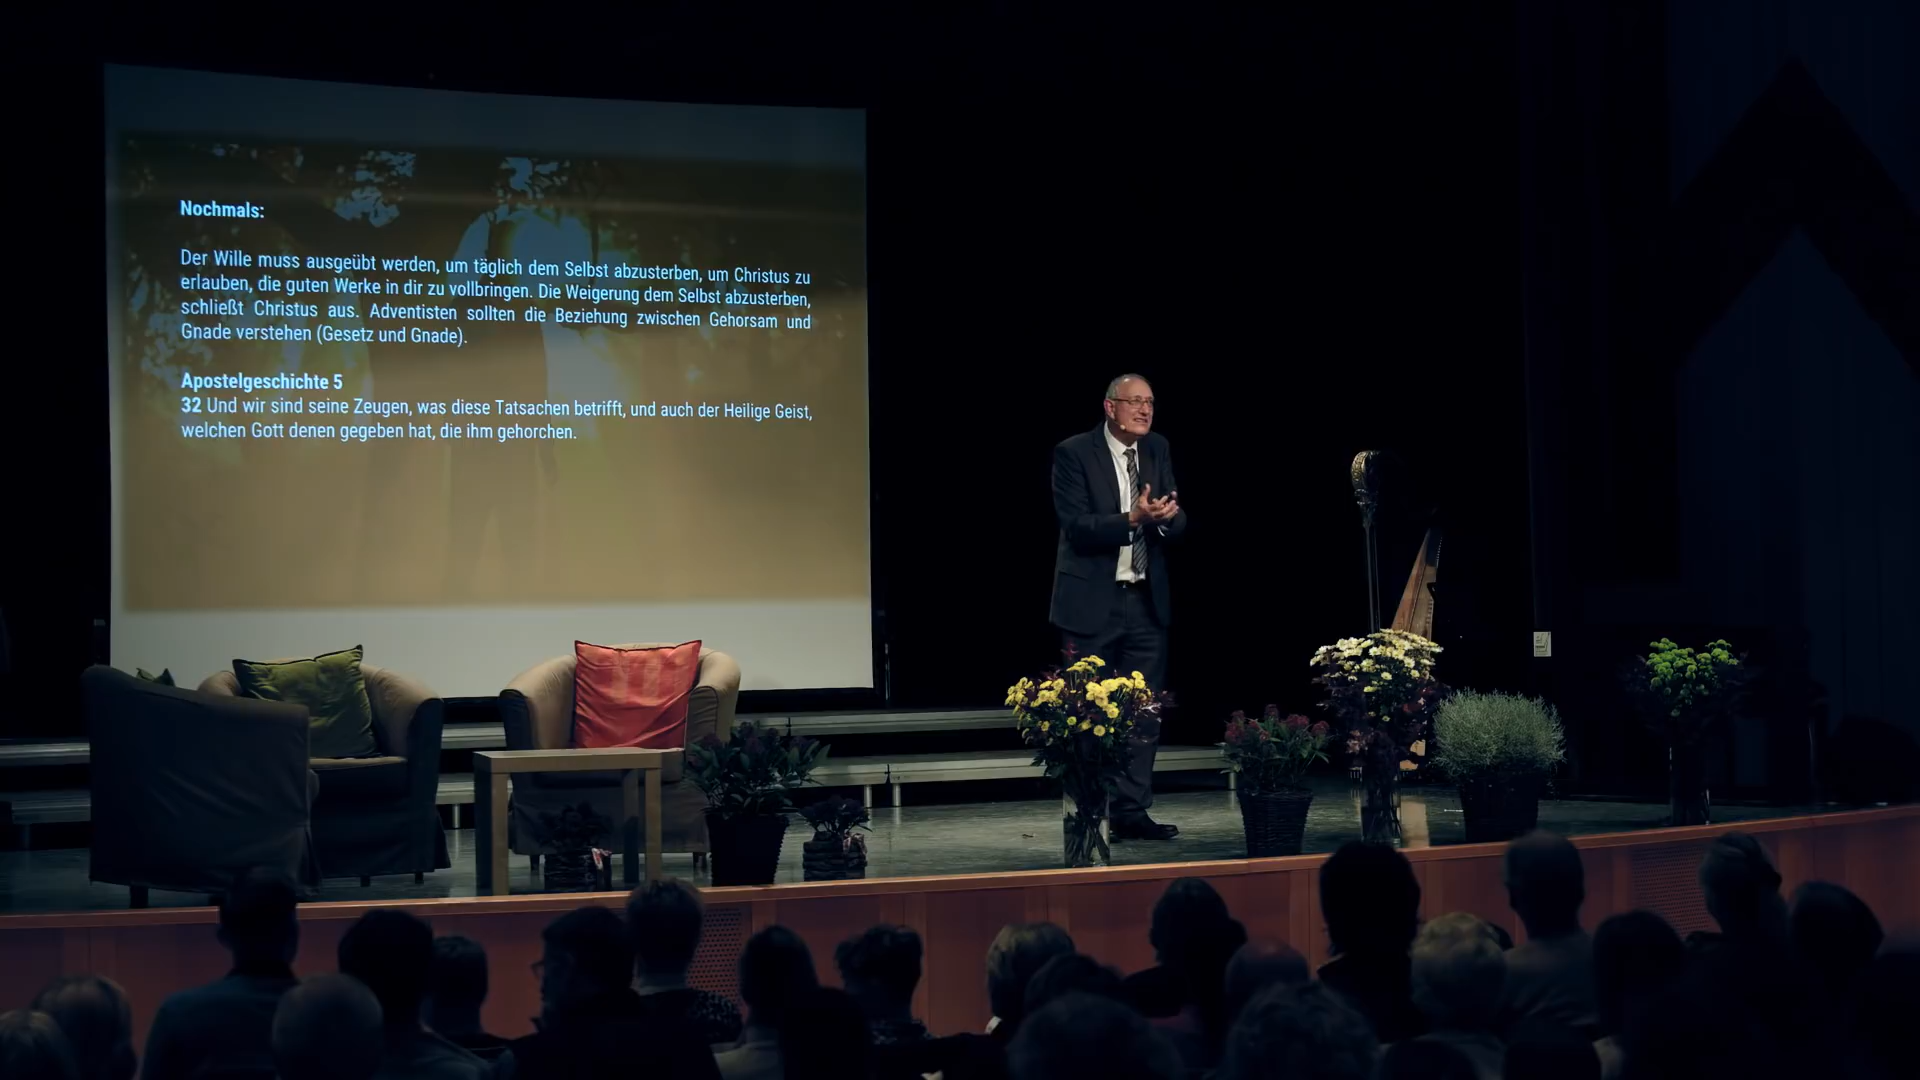 Nochmals:
Der Wille muss ausgeübt werden, um täglich dem Selbst abzusterben, um Christus zu
erlauben, die guten Werke in dir zu vollbringen. Die Weigerung dem Selbst abzusterben,
schließt Christus aus. Adventisten sollten die Beziehung zwischen Gehorsam und
Gnade verstehen (Gesetz und Gnade).
Apostelgeschichte 5
32 Und wir sind seine Zeugen, was diese Tatsachen betrifft, und auch der Heilige Geist,
welchen Gott denen gegeben hat, die ihm gehorchen.